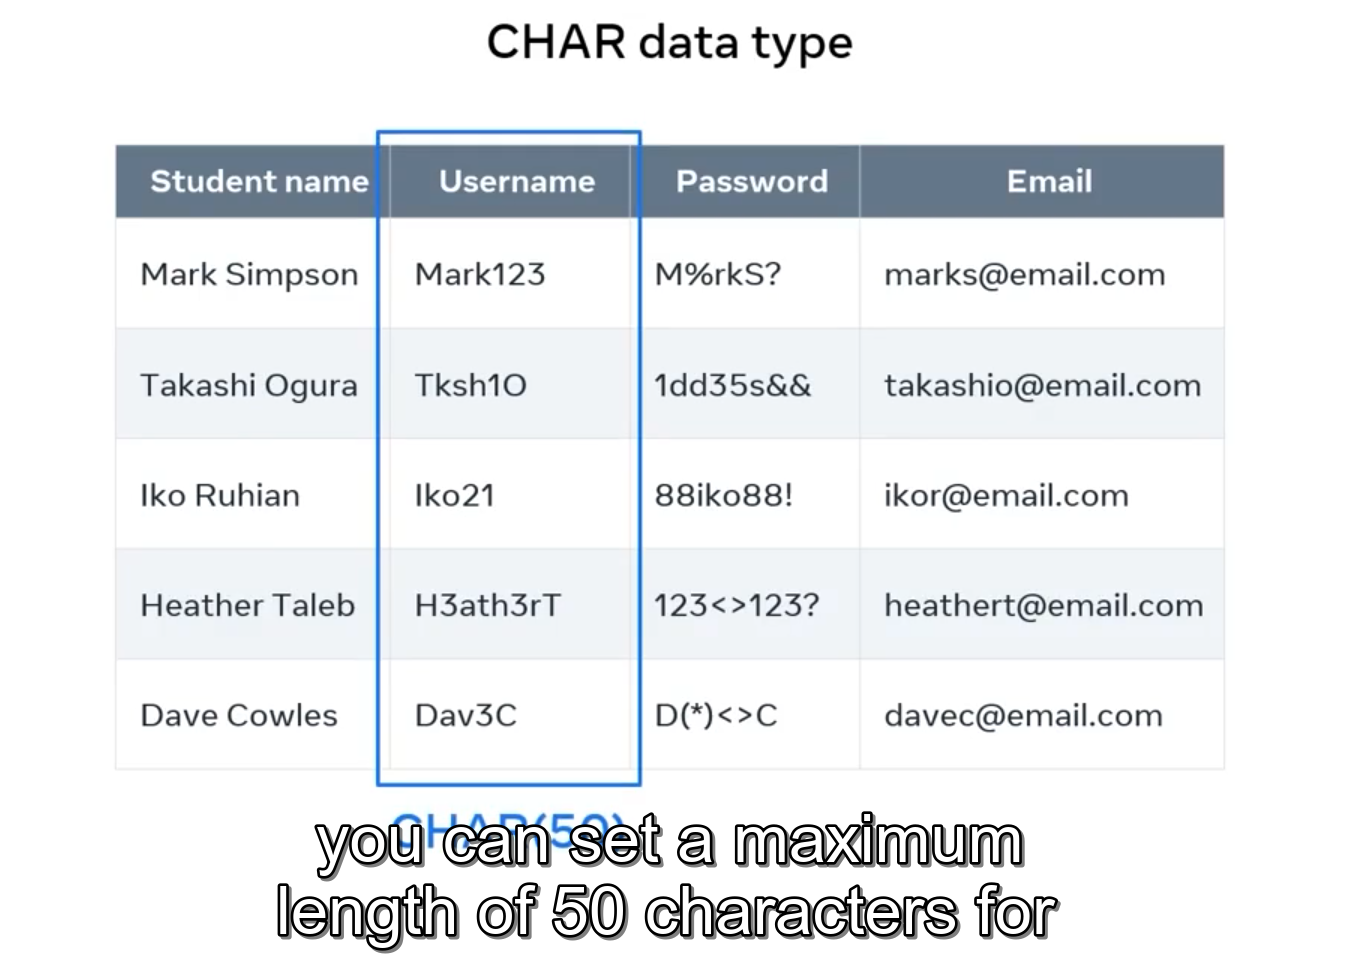 CHAR data type
Student name Username Password Email
Mark Simpson Mark123 M%rkS? marks@email.com
Takashi Ogura Tksh1O 1dd35s&& takashio@email.com
Iko Ruhian Iko21 88iko88! ikor@email.com
Heather Taleb H3ath3rT 123<>123? heathert@email.com
Dave Cowles Dav3C D(*)<>C davec@email.com
CHAR(50)
you can set a maximum
length of 50 characters for